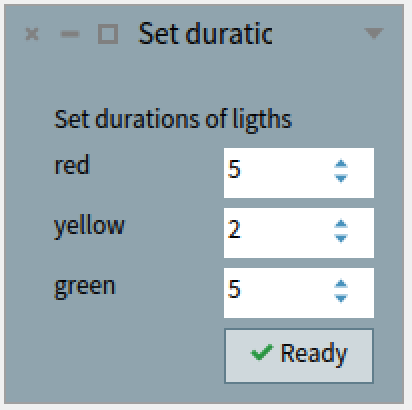 Set duratic
Set durations of ligths
red 5
yellow 2
green 5
Ready